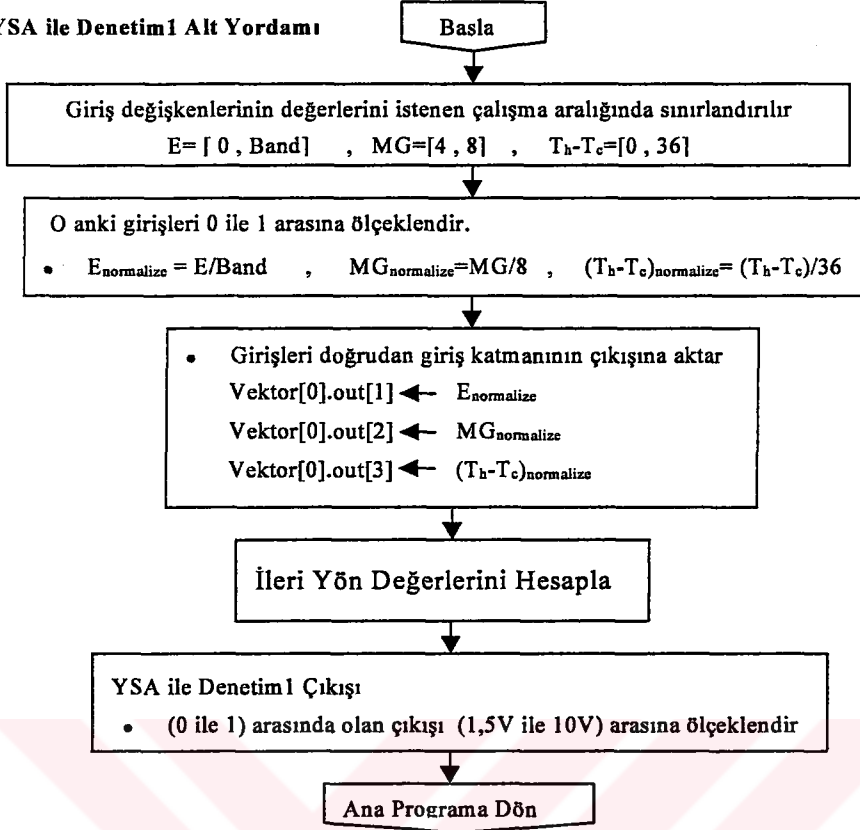 YSA ile Denetim1 Alt Yordamı
Başla
Giriş değişkenlerinin değerlerini istenen çalışma aralığında sınırlandırılır
E= [ 0 , Band] , MG=[4 , 8] , Th-Tc=[0 , 36]
O anki girişleri 0 ile 1 arasına ölçeklendir.
• Enormalize = E/Band , MGnormalize=MG/8 , (Th-Tc)normalize= (Th-Tc)/36
• Girişleri doğrudan giriş katmanının çıkışına aktar
Vektor[0].out[1] ← Enormalize
Vektor[0].out[2] ← MGnormalize
Vektor[0].out[3] ← (Th-Tc)normalize
İleri Yön Değerlerini Hesapla
YSA ile Denetim1 Çıkışı
• (0 ile 1) arasında olan çıkışı (1,5V ile 10V) arasına ölçeklendir
Ana Programa Dön